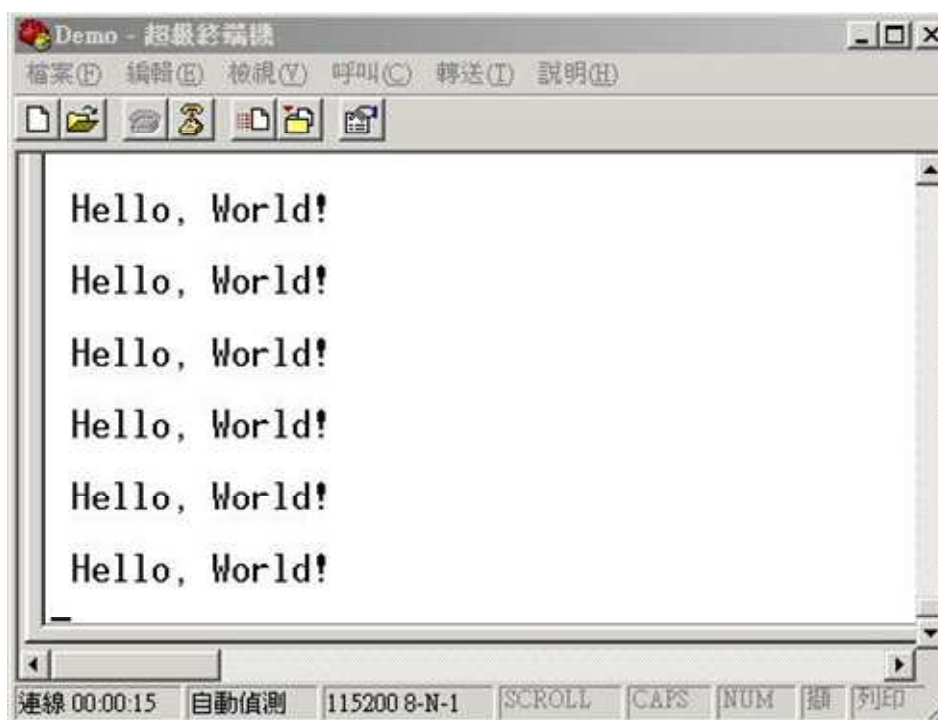 Demo - 超級終端機
檔案(F) 編輯(E) 檢視(V) 呼叫(C) 轉送(T) 說明(H)
Hello, World!
Hello, World!
Hello, World!
Hello, World!
Hello, World!
Hello, World!
連線 00:00:15 自動偵測 115200 8-N-1 SCROLL CAPS NUM 擷 列印